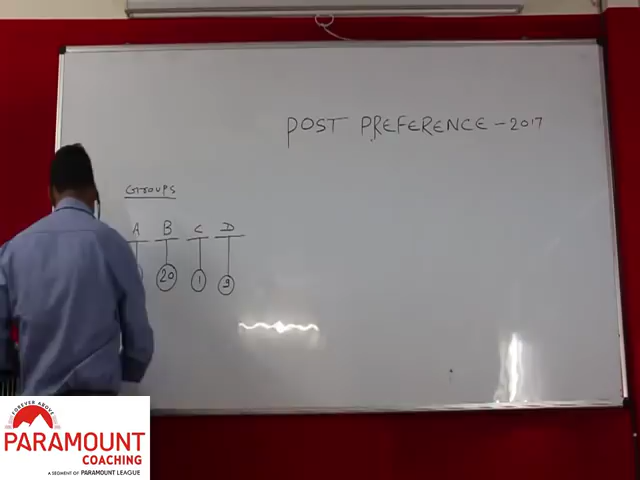 POST PREFERENCE - 2017
GROUPS
A B C D
20 1 9
FOREVER ABOVE
PARAMOUNT
COACHING
A SEGMENT OF PARAMOUNT LEAGUE